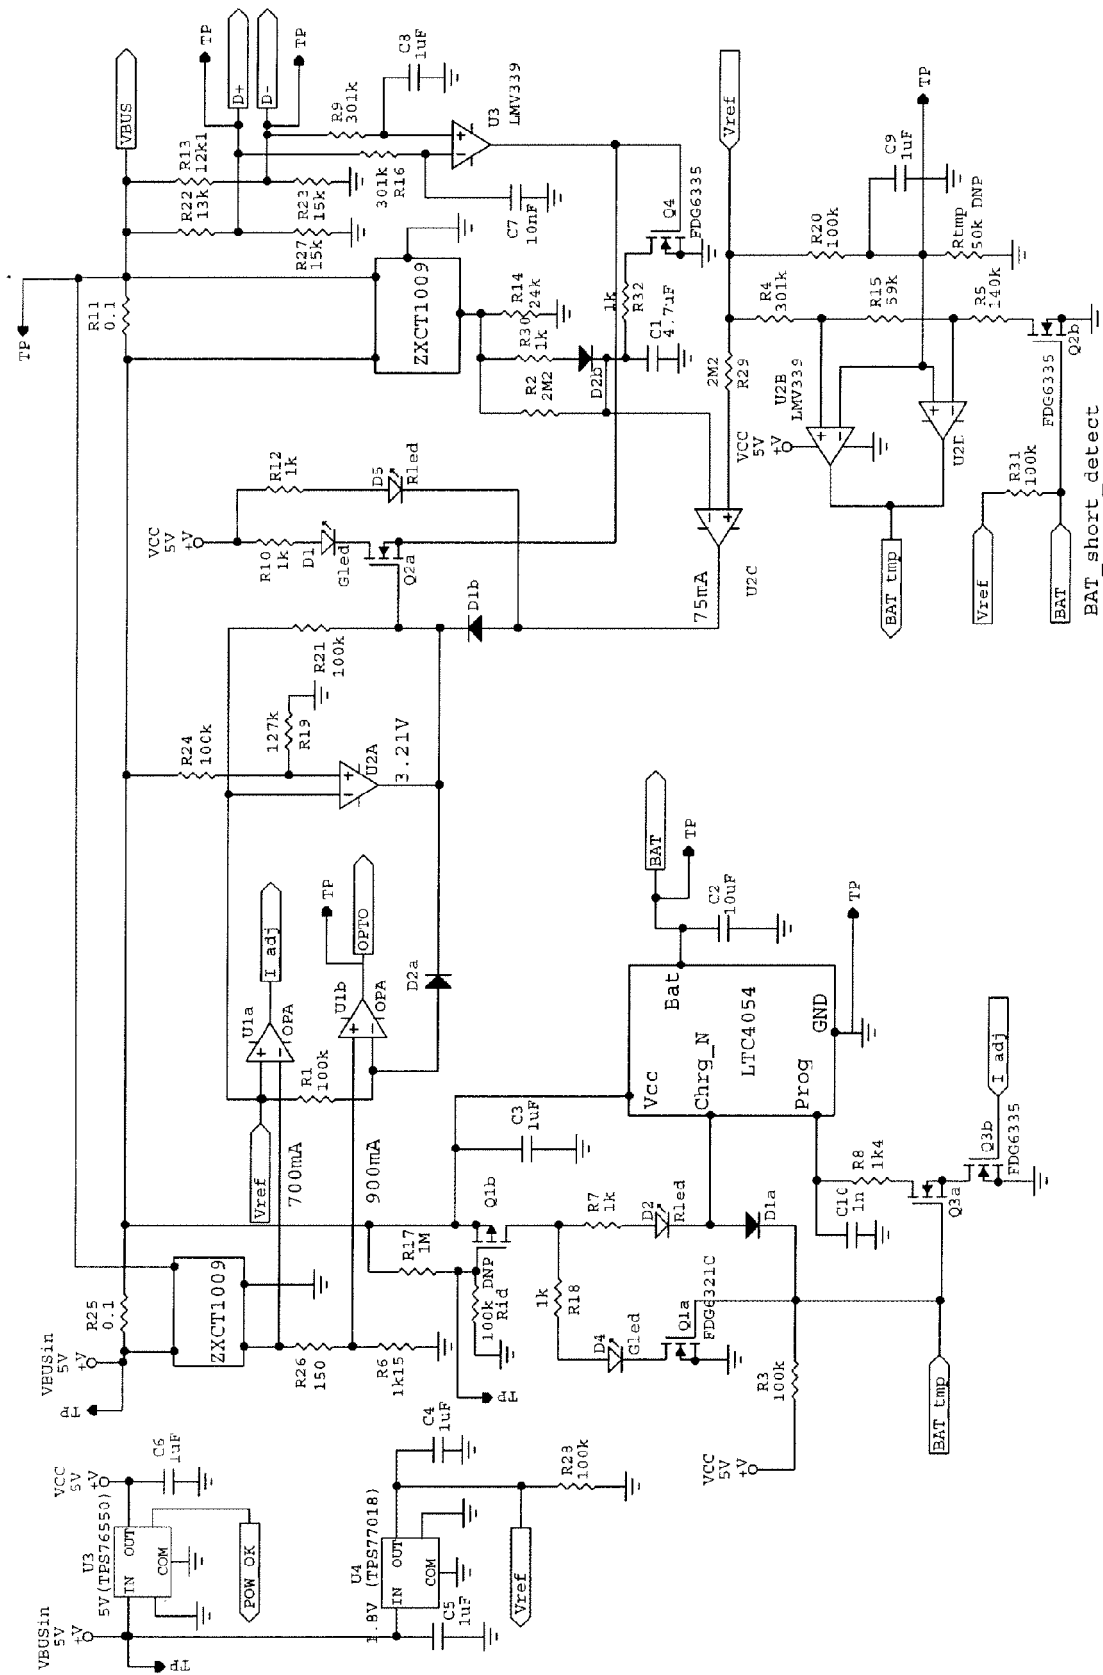 TP
VBUS
D+
D-
TP
TP
C8
1uF
R9
301k
U3
LMV339
R13
12k1
R22
13k
R23
15k
R27
15k
301k
R16
C7
10nF
Q4
FDG6335
R11
0.1
ZXCT1009
R14
24k
R30
1k
R2
2M2
D2b
1k
R32
C1
4.7uF
Vref
R20
100k
C9
1uF
TP
Rtmp
50k DNP
R4
301k
R15
59k
R5
140k
2M2
R29
U2B
LMV339
VCC
5V
+V
U2D
Q2b
FDG6335
R31
100k
BAT_tmp
Vref
BAT
BAT_short_detect
VCC
5V
+V
R12
1k
R10
1k
D5
Rled
D1
Gled
Q2a
D1b
75mA
U2C
R21
100k
R24
100k
127k
R19
U2A
3.21V
I_adj
U1a
OPA
TP
OPTO
U1b
OPA
D2a
R1
100k
Vref
700mA
900mA
BAT
TP
C2
10uF
TP
Bat
GND
LTC4054
Vcc
Chrg_N
Prog
C3
1uF
R25
0.1
VBUSin
5V
+V
TP
ZXCT1009
R26
150
R6
1k15
R17
1M
DNP
100k
Rid
Q1b
TP
R7
1k
D2
Rled
1k
R18
D4
Gled
Q1a
FDG6321C
D1a
R8
1k4
C10
1n
Q3a
Q3b
FDG6335
I_adj
R3
100k
VCC
5V
+V
BAT_tmp
VBUSin
5V
+V
TP
U3
5V(TPS76550)
IN
OUT
COM
VCC
5V
+V
C6
1uF
POW_OK
U4
1.8V (TPS77018)
IN
OUT
COM
C5
1uF
C4
1uF
R28
100k
Vref